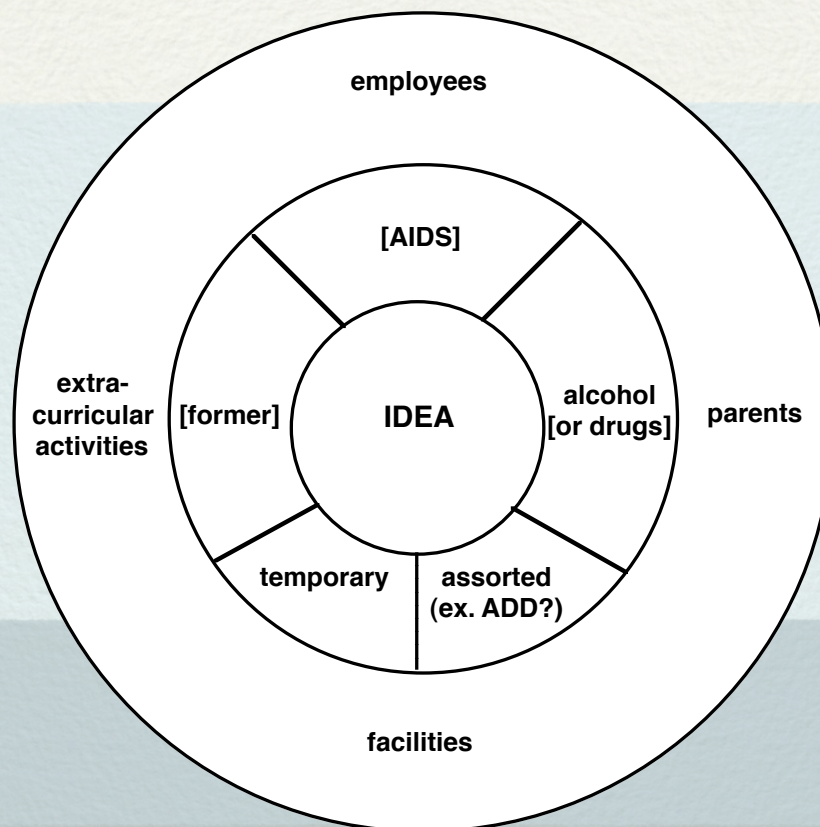 employees
[AIDS]
extra-
curricular
activities
[former]
IDEA
alcohol
[or drugs]
parents
temporary
assorted
(ex. ADD?)
facilities